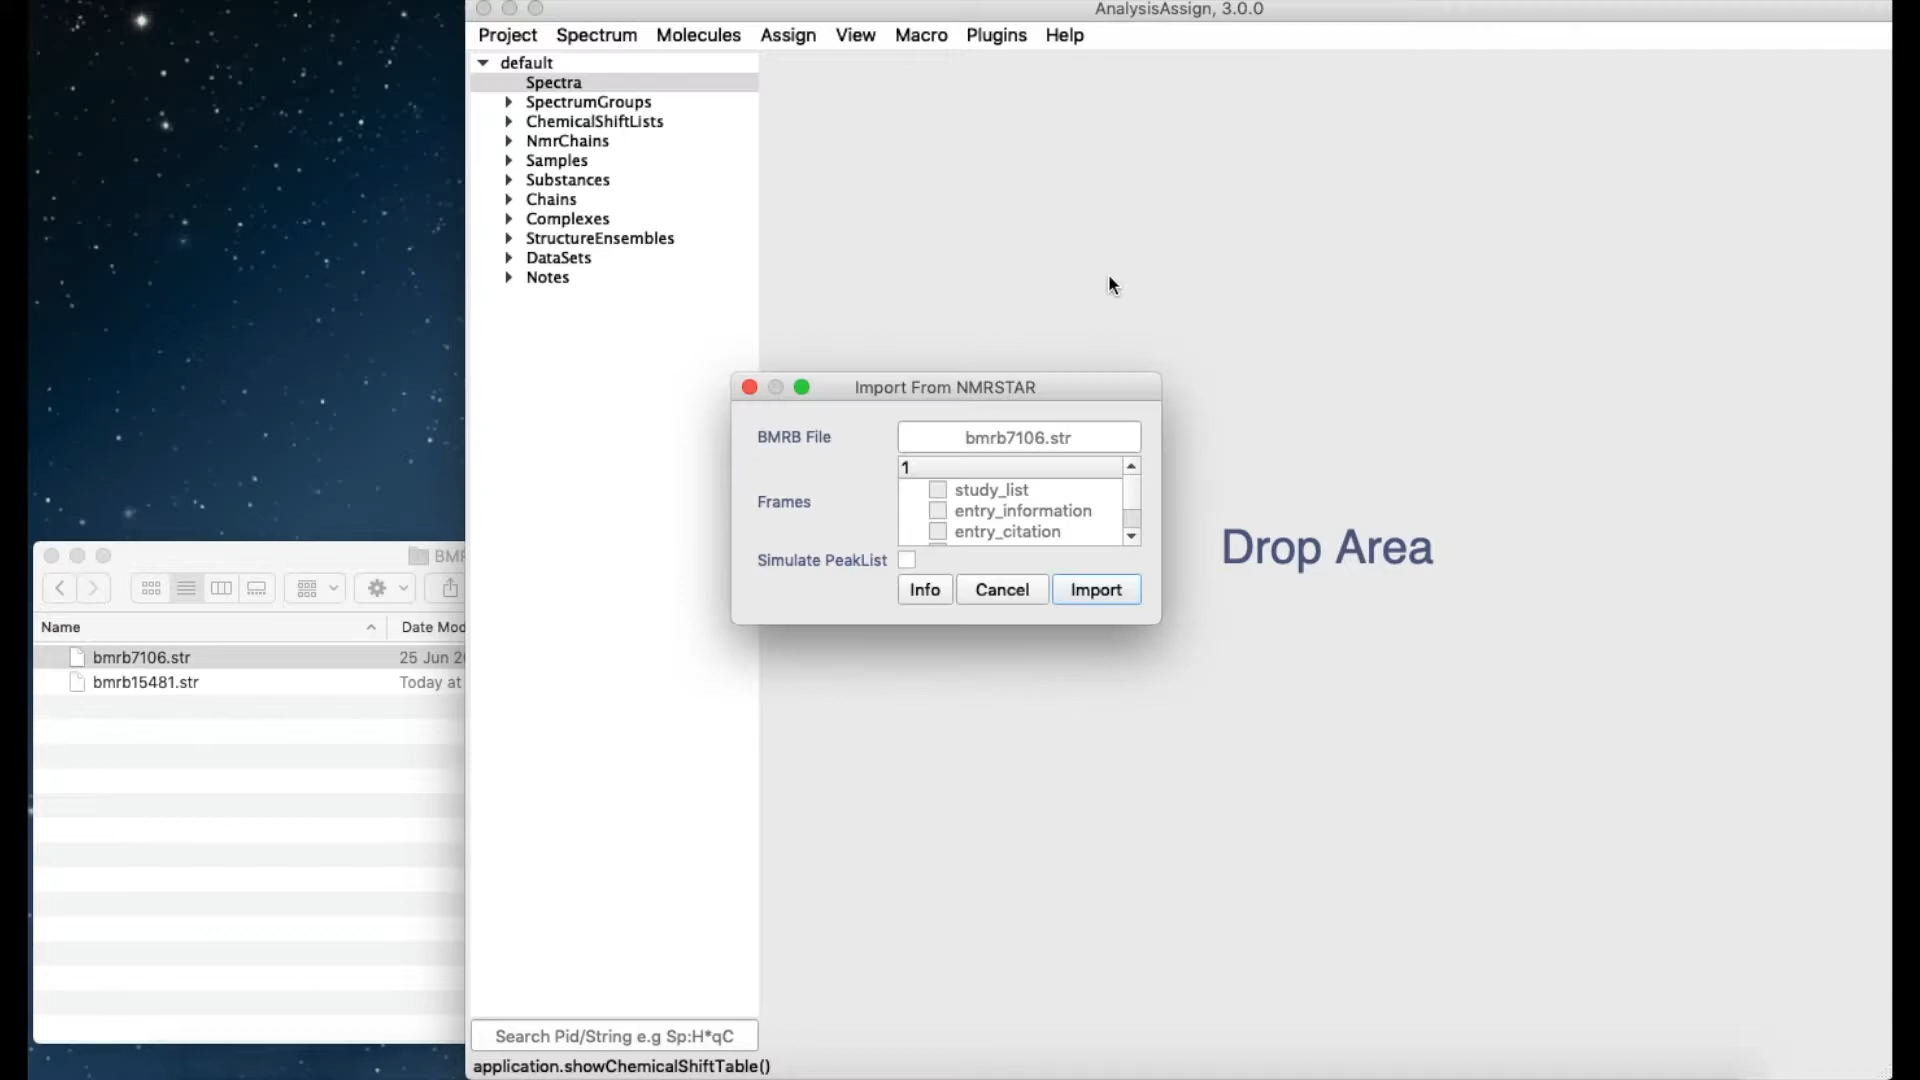 AnalysisAssign, 3.0.0
Project Spectrum Molecules Assign View Macro Plugins Help
default
Spectra
SpectrumGroups
ChemicalShiftLists
NmrChains
Samples
Substances
Chains
Complexes
StructureEnsembles
DataSets
Notes
Import From NMRSTAR
BMRB File
bmrb7106.str
1
Frames
study_list
entry_information
entry_citation
Simulate PeakList
Info Cancel Import
Drop Area
Name
bmrb7106.str 25 Jun
bmrb15481.str Today at
Search Pid/String e.g Sp:H*qC
application.showChemicalShiftTable()